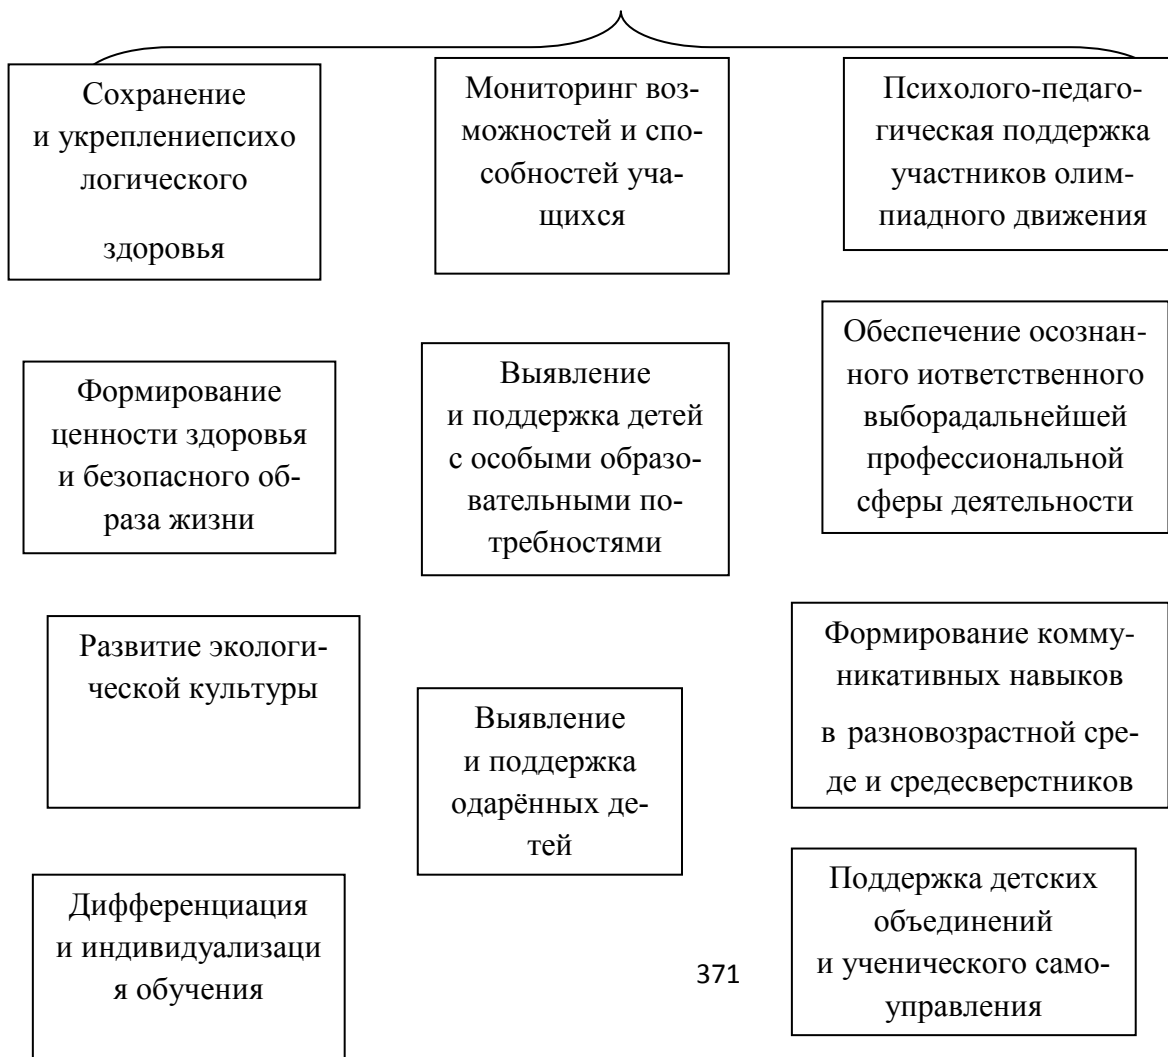 Сохранение
и укреплениепсихо
логического
здоровья
Мониторинг воз-
можностей и спо-
собностей уча-
щихся
Психолого-педаго-
гическая поддержка
участников олим-
пиадного движения
Формирование
ценности здоровья
и безопасного об-
раза жизни
Выявление
и поддержка детей
с особыми образо-
вательными по-
требностями
Обеспечение осознан-
ного иответственного
выборадальнейшей
профессиональной
сферы деятельности
Развитие экологи-
ческой культуры
Выявление
и поддержка
одарённых де-
тей
Формирование комму-
никативных навыков
в разновозрастной сре-
де и средесверстников
Дифференциация
и индивидуализаци
я обучения
Поддержка детских
объединений
и ученического само-
управления
371